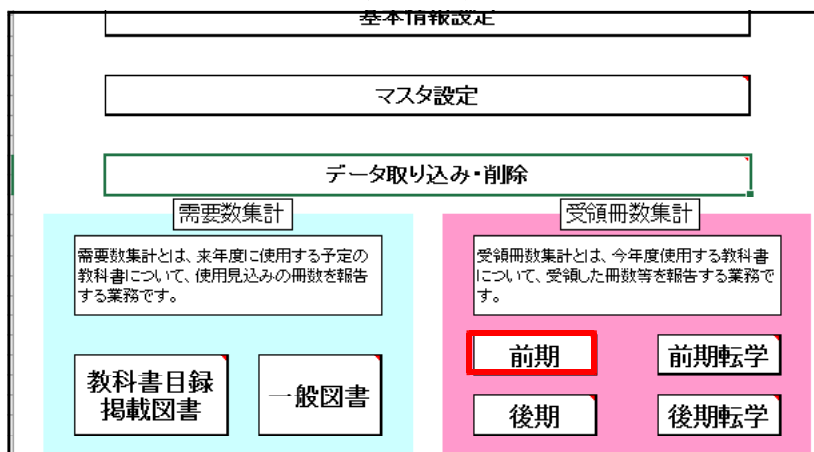 基本情報設定
マスタ設定
データ取り込み・削除
需要数集計
需要数集計とは、来年度に使用する予定の
教科書について、使用見込みの冊数を報告
する業務です。
教科書目録
掲載図書
一般図書
受領冊数集計
受領冊数集計とは、今年度使用する教科書
について、受領した冊数等を報告する業務で
す。
前期
前期転学
後期
後期転学